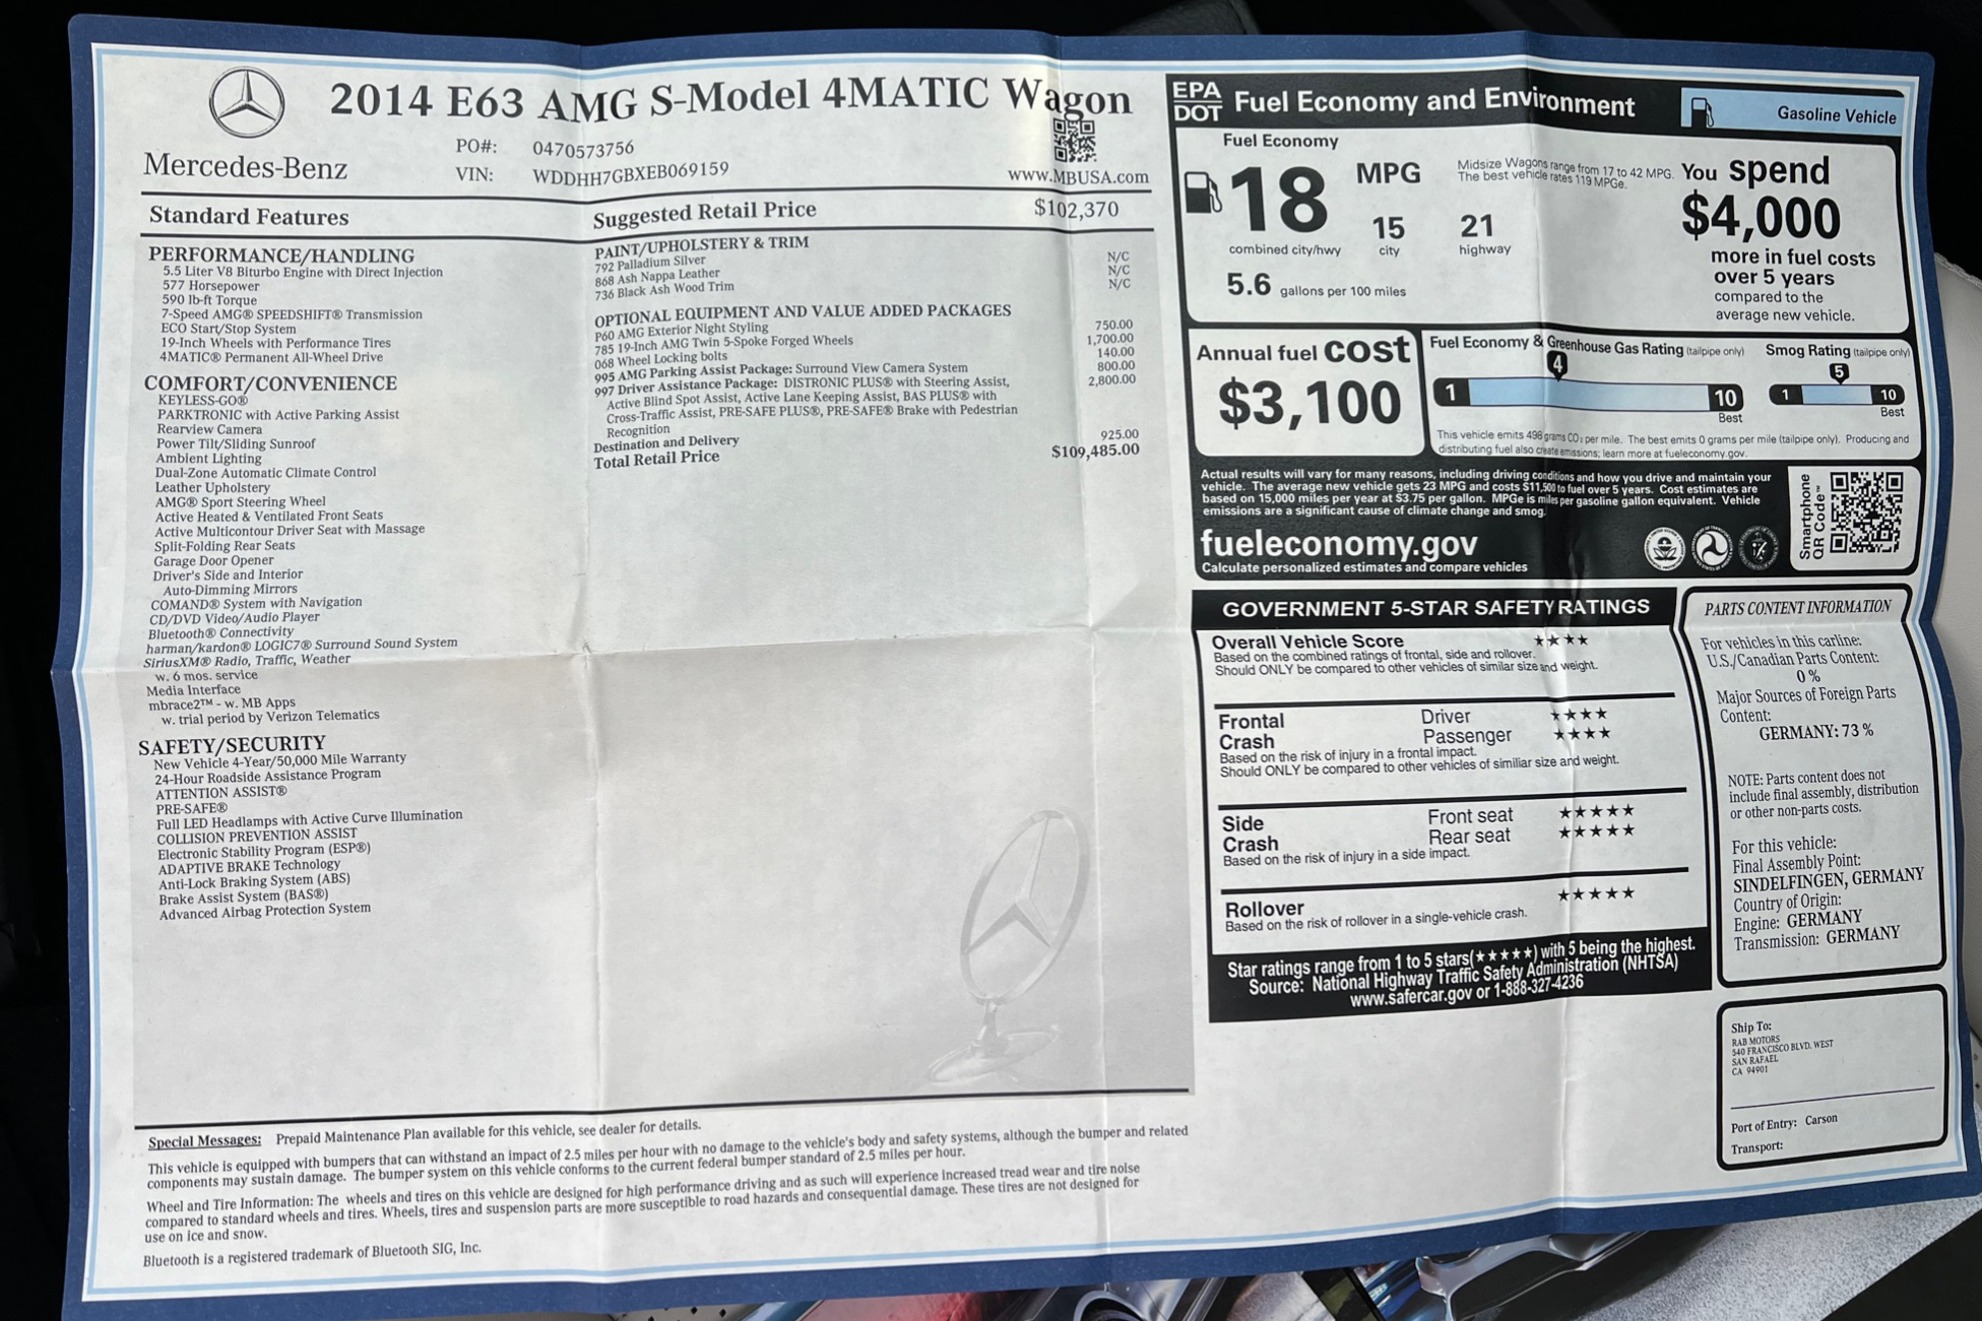 2014 E63 AMG S-Model 4MATIC Wagon
Mercedes-Benz
PO#: 0470573756
VIN: WDDHH7GBXEB069159
www.MBUSA.com
Standard Features
PERFORMANCE/HANDLING
5.5 Liter V8 Biturbo Engine with Direct Injection
577 Horsepower
590 lb-ft Torque
7-Speed AMG® SPEEDSHIFT® Transmission
ECO Start/Stop System
19-Inch Wheels with Performance Tires
4MATIC® Permanent All-Wheel Drive
COMFORT/CONVENIENCE
KEYLESS-GO®
PARKTRONIC with Active Parking Assist
Rearview Camera
Power Tilt/Sliding Sunroof
Ambient Lighting
Dual-Zone Automatic Climate Control
Leather Upholstery
AMG® Sport Steering Wheel
Active Heated & Ventilated Front Seats
Active Multicontour Driver Seat with Massage
Split-Folding Rear Seats
Garage Door Opener
Driver's Side and Interior
Auto-Dimming Mirrors
COMAND® System with Navigation
CD/DVD Video/Audio Player
Bluetooth® Connectivity
harman/kardon® LOGIC7® Surround Sound System
SiriusXM® Radio, Traffic, Weather
w. 6 mos. service
Media Interface
mbrace2™ - w. MB Apps
w. trial period by Verizon Telematics
SAFETY/SECURITY
New Vehicle 4-Year/50,000 Mile Warranty
24-Hour Roadside Assistance Program
ATTENTION ASSIST®
PRE-SAFE®
Full LED Headlamps with Active Curve Illumination
COLLISION PREVENTION ASSIST
Electronic Stability Program (ESP®)
ADAPTIVE BRAKE Technology
Anti-Lock Braking System (ABS)
Brake Assist System (BAS®)
Advanced Airbag Protection System
Suggested Retail Price $102,370
PAINT/UPHOLSTERY & TRIM
792 Palladium Silver N/C
868 Ash Nappa Leather N/C
736 Black Ash Wood Trim N/C
OPTIONAL EQUIPMENT AND VALUE ADDED PACKAGES
P60 AMG Exterior Night Styling 750.00
785 19-Inch AMG Twin 5-Spoke Forged Wheels 1,700.00
068 Wheel Locking bolts 140.00
995 AMG Parking Assist Package: Surround View Camera System 800.00
997 Driver Assistance Package: DISTRONIC PLUS® with Steering Assist, 2,800.00
Active Blind Spot Assist, Active Lane Keeping Assist, BAS PLUS® with
Cross-Traffic Assist, PRE-SAFE PLUS®, PRE-SAFE® Brake with Pedestrian
Recognition
Destination and Delivery 925.00
Total Retail Price $109,485.00
Special Messages: Prepaid Maintenance Plan available for this vehicle, see dealer for details.
This vehicle is equipped with bumpers that can withstand an impact of 2.5 miles per hour with no damage to the vehicle's body and safety systems, although the bumper and related
components may sustain damage. The bumper system on this vehicle conforms to the current federal bumper standard of 2.5 miles per hour.
Wheel and Tire Information: The wheels and tires on this vehicle are designed for high performance driving and as such will experience increased tread wear and tire noise
compared to standard wheels and tires. Wheels, tires and suspension parts are more susceptible to road hazards and consequential damage. These tires are not designed for
use on ice and snow.
Bluetooth is a registered trademark of Bluetooth SIG, Inc.
EPA
DOT
Fuel Economy and Environment
Gasoline Vehicle
Fuel Economy
18 MPG
combined city/hwy
15
city
21
highway
5.6 gallons per 100 miles
Midsize Wagons range from 17 to 42 MPG.
The best vehicle rates 119 MPGe.
You spend
$4,000
more in fuel costs
over 5 years
compared to the
average new vehicle.
Annual fuel cost
$3,100
Fuel Economy & Greenhouse Gas Rating (tailpipe only)
4
1
10
Best
Smog Rating (tailpipe only)
5
1
10
Best
This vehicle emits 498 grams CO2 per mile. The best emits 0 grams per mile (tailpipe only). Producing and
distributing fuel also create emissions; learn more at fueleconomy.gov.
Actual results will vary for many reasons, including driving conditions and how you drive and maintain your
vehicle. The average new vehicle gets 23 MPG and costs $11,500 to fuel over 5 years. Cost estimates are
based on 15,000 miles per year at $3.75 per gallon. MPGe is miles per gasoline gallon equivalent. Vehicle
emissions are a significant cause of climate change and smog.
fueleconomy.gov
Calculate personalized estimates and compare vehicles
Smartphone
QR Code™
GOVERNMENT 5-STAR SAFETY RATINGS
Overall Vehicle Score ★★★★
Based on the combined ratings of frontal, side and rollover.
Should ONLY be compared to other vehicles of similar size and weight.
Frontal Driver ★★★★
Crash Passenger ★★★★
Based on the risk of injury in a frontal impact.
Should ONLY be compared to other vehicles of similiar size and weight.
Side Front seat ★★★★★
Crash Rear seat ★★★★★
Based on the risk of injury in a side impact.
Rollover ★★★★★
Based on the risk of rollover in a single-vehicle crash.
Star ratings range from 1 to 5 stars(★★★★★) with 5 being the highest.
Source: National Highway Traffic Safety Administration (NHTSA)
www.safercar.gov or 1-888-327-4236
PARTS CONTENT INFORMATION
For vehicles in this carline:
U.S./Canadian Parts Content:
0 %
Major Sources of Foreign Parts
Content:
GERMANY: 73 %
NOTE: Parts content does not
include final assembly, distribution
or other non-parts costs.
For this vehicle:
Final Assembly Point:
SINDELFINGEN, GERMANY
Country of Origin:
Engine: GERMANY
Transmission: GERMANY
Ship To:
RAB MOTORS
540 FRANCISCO BLVD. WEST
SAN RAFAEL
CA 94901
Port of Entry: Carson
Transport: